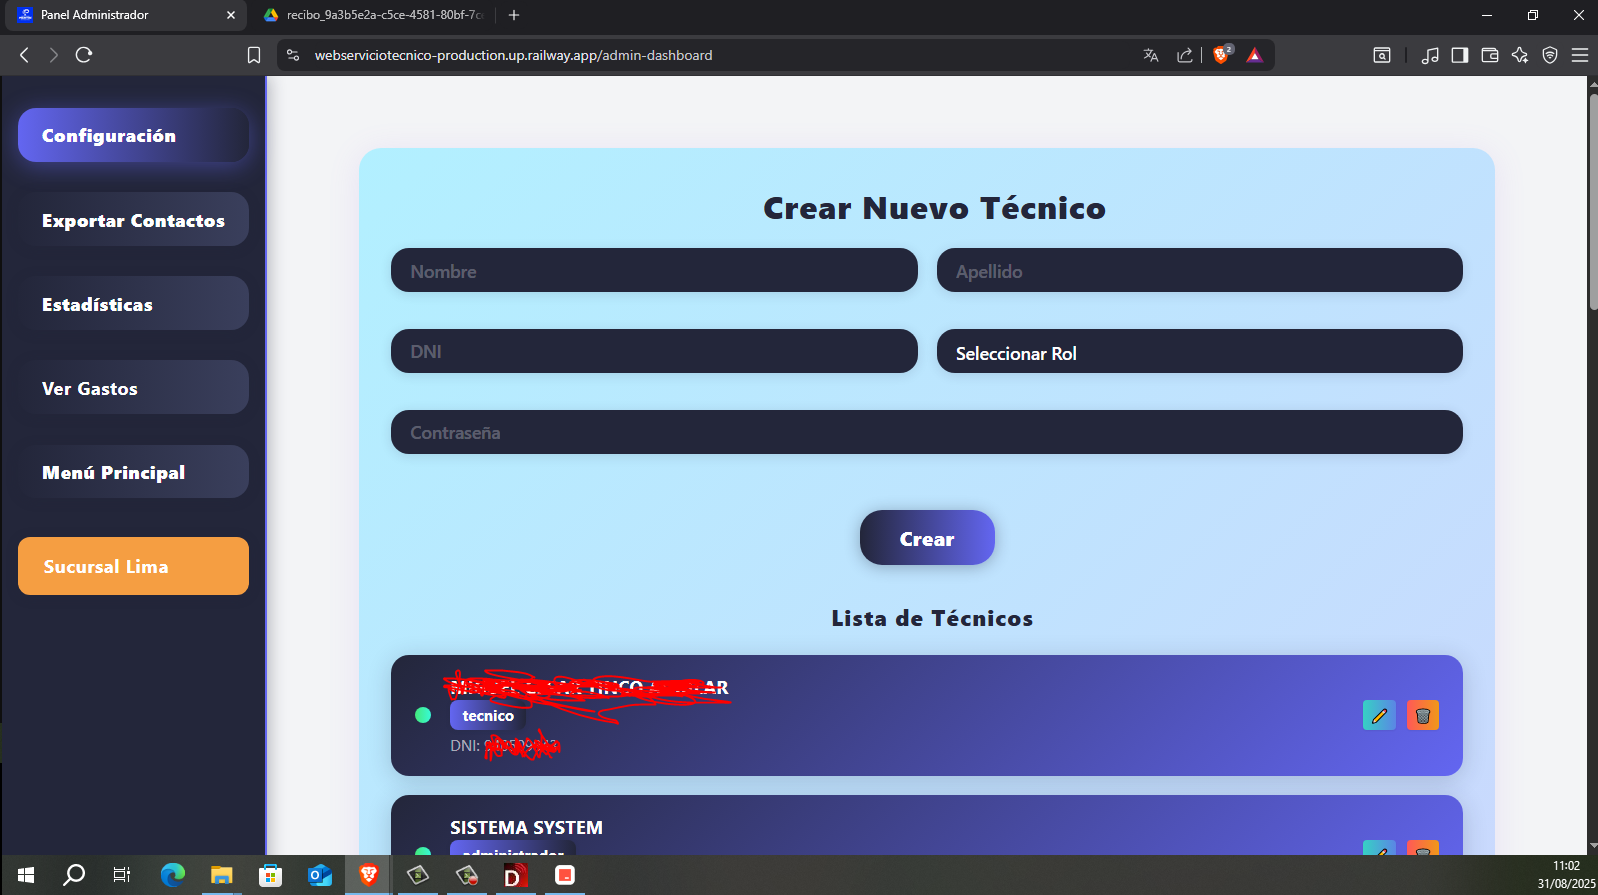 Panel Administrador
recibo_9a3b5e2a-c5ce-4581-80bf-7c
webserviciotecnico-production.up.railway.app/admin-dashboard
2
Configuración
Exportar Contactos
Estadísticas
Ver Gastos
Menú Principal
Sucursal Lima
Crear Nuevo Técnico
Nombre
Apellido
DNI
Seleccionar Rol
Contraseña
Crear
Lista de Técnicos
tecnico
DNI:
SISTEMA SYSTEM
administrador
11:02
31/08/2025